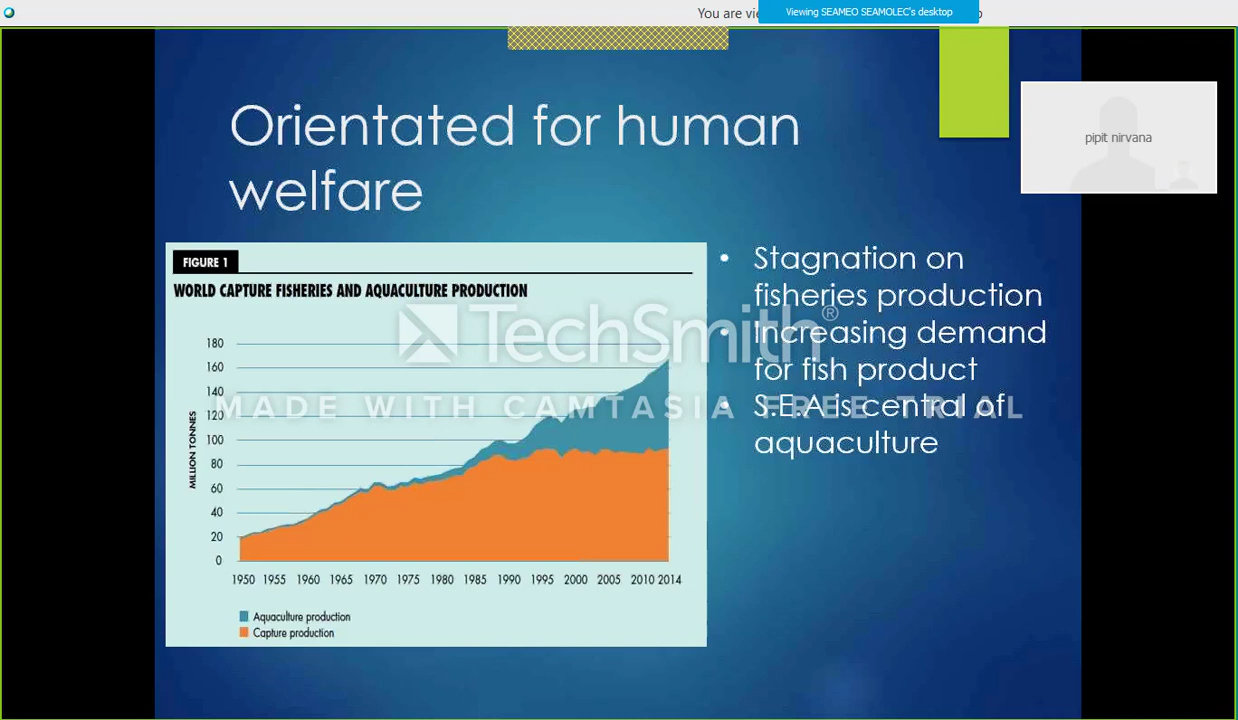 You are vie
Viewing SEAMEO SEAMOLEC's desktop
pipit nirvana
Orientated for human
welfare
FIGURE 1
WORLD CAPTURE FISHERIES AND AQUACULTURE PRODUCTION
180
160
140
120
100
80
60
40
20
0
MILLION TONNES
1950 1955 1960 1965 1970 1975 1980 1985 1990 1995 2000 2005 2010 2014
Aquaculture production
Capture production
• Stagnation on
fisheries production
• Increasing demand
for fish product
• S.E.A is central of
aquaculture
TechSmith®
MADE WITH CAMTASIA FREE TRIAL